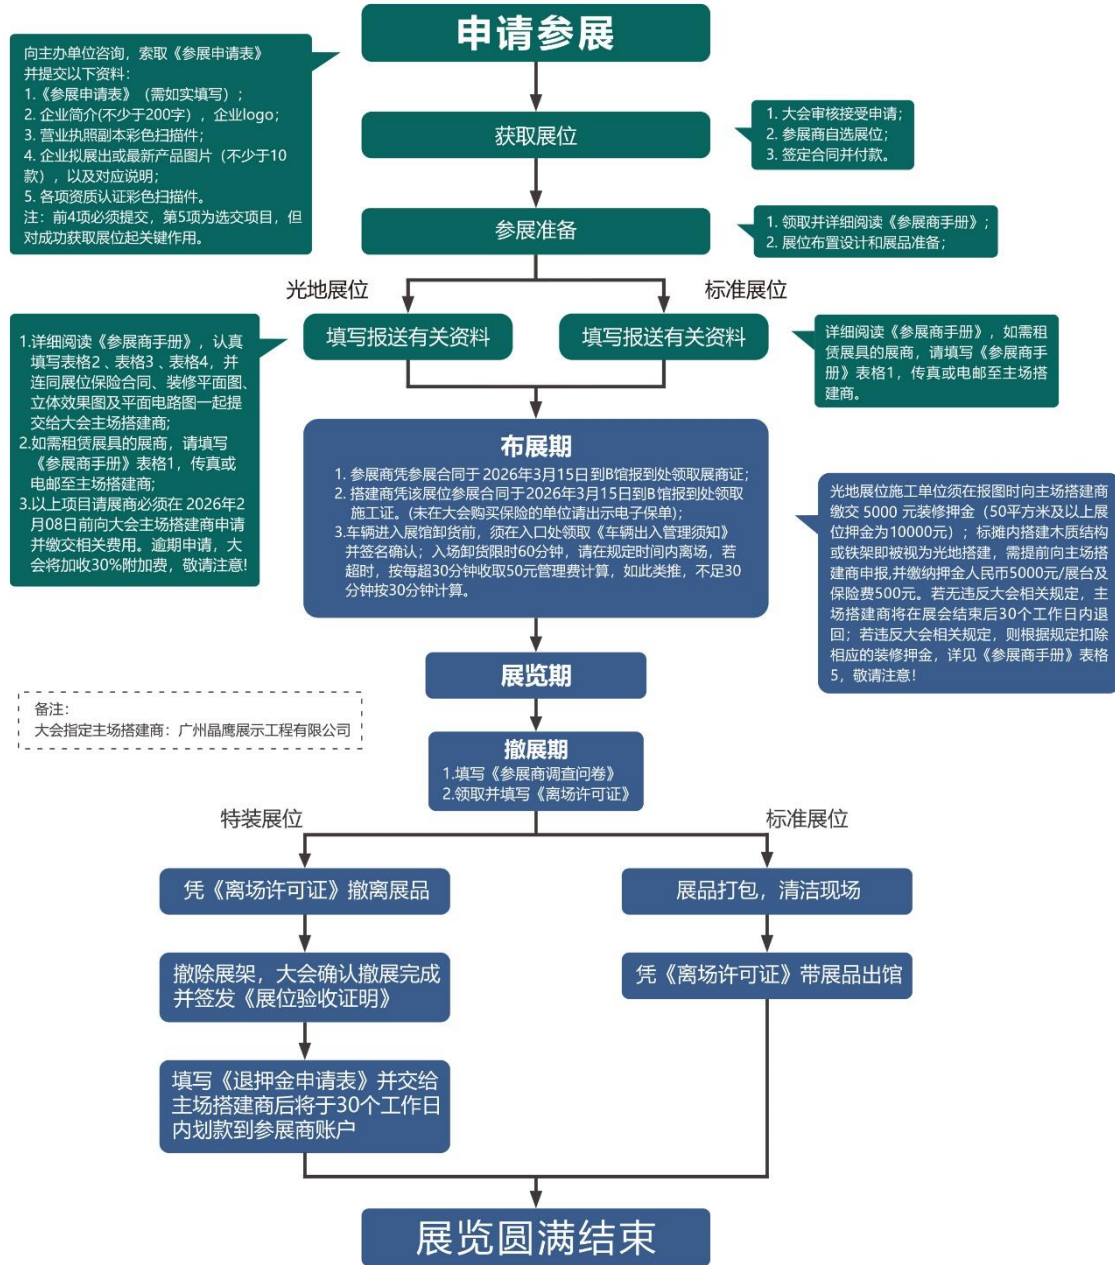 申请参展
向主办单位咨询，索取《参展申请表》
并提交以下资料：
1.《参展申请表》（需如实填写）；
2. 企业简介(不少于200字），企业logo；
3. 营业执照副本彩色扫描件；
4. 企业拟展出或最新产品图片（不少于10
款），以及对应说明；
5. 各项资质认证彩色扫描件。
注：前4项必须提交，第5项为选交项目，但
对成功获取展位起关键作用。
获取展位
1. 大会审核接受申请；
2. 参展商自选展位；
3. 签定合同并付款。
参展准备
1. 领取并详细阅读《参展商手册》；
2. 展位布置设计和展品准备；
光地展位
标准展位
填写报送有关资料
填写报送有关资料
1.详细阅读《参展商手册》，认真
填写表格2、表格3、表格4，并
连同展位保险合同、装修平面图、
立体效果图及平面电路图一起提
交给大会主场搭建商;
2.如需租赁展具的展商，请填写
《参展商手册》表格1，传真或
电邮至主场搭建商;
3.以上项目请展商必须在 2026年2
月08日前向大会主场搭建商申请
并缴交相关费用。逾期申请，大
会将加收30%附加费，敬请注意!
详细阅读《参展商手册》，如需租
赁展具的展商，请填写《参展商手
册》表格1，传真或电邮至主场搭
建商。
布展期
1. 参展商凭参展合同于 2026年3月15日到B馆报到处领取展商证；
2. 搭建商凭该展位参展合同于2026年3月15日到B馆报到处领取
施工证。(未在大会购买保险的单位请出示电子保单)；
3.车辆进入展馆卸货前，须在入口处领取《车辆出入管理须知》
并签名确认；入场卸货限时60分钟，请在规定时间内离场，若
超时，按每超30分钟收取50元管理费计算，如此类推，不足30
分钟按30分钟计算。
光地展位施工单位须在报图时向主场搭建商
缴交 5000 元装修押金（50平方米及以上展
位押金为10000元）；标摊内搭建木质结构
或铁架即被视为光地搭建，需提前向主场搭
建商申报,并缴纳押金人民币5000元/展台及
保险费500元。若无违反大会相关规定，主
场搭建商将在展会结束后30个工作日内退
回；若违反大会相关规定，则根据规定扣除
相应的装修押金，详见《参展商手册》表格
5，敬请注意！
展览期
备注：
大会指定主场搭建商：广州晶鹰展示工程有限公司
撤展期
1.填写《参展商调查问卷》
2.领取并填写《离场许可证》
特装展位
标准展位
凭《离场许可证》撤离展品
展品打包，清洁现场
撤除展架，大会确认撤展完成
并签发《展位验收证明》
凭《离场许可证》带展品出馆
填写《退押金申请表》并交给
主场搭建商后将于30个工作日
内划款到参展商账户
展览圆满结束